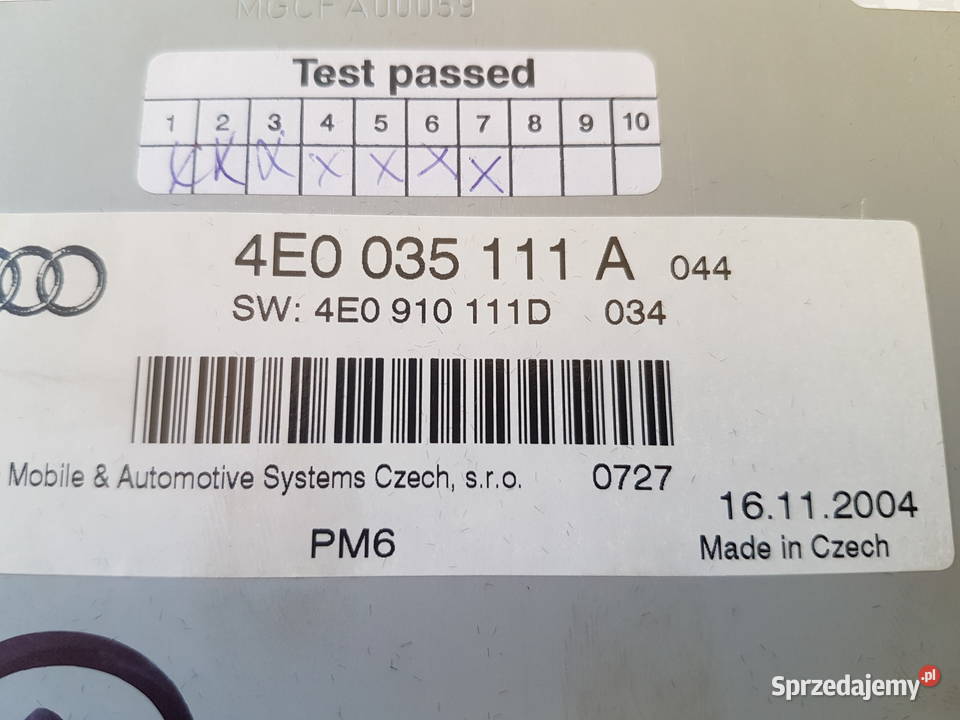 MGCFA00059
Test passed
1 2 3 4 5 6 7 8 9 10
x x x x x x x
4E0 035 111 A 044
SW: 4E0 910 111D 034
Mobile & Automotive Systems Czech, s.r.o. 0727
16.11.2004
PM6 Made in Czech
Sprzedajemy.pl